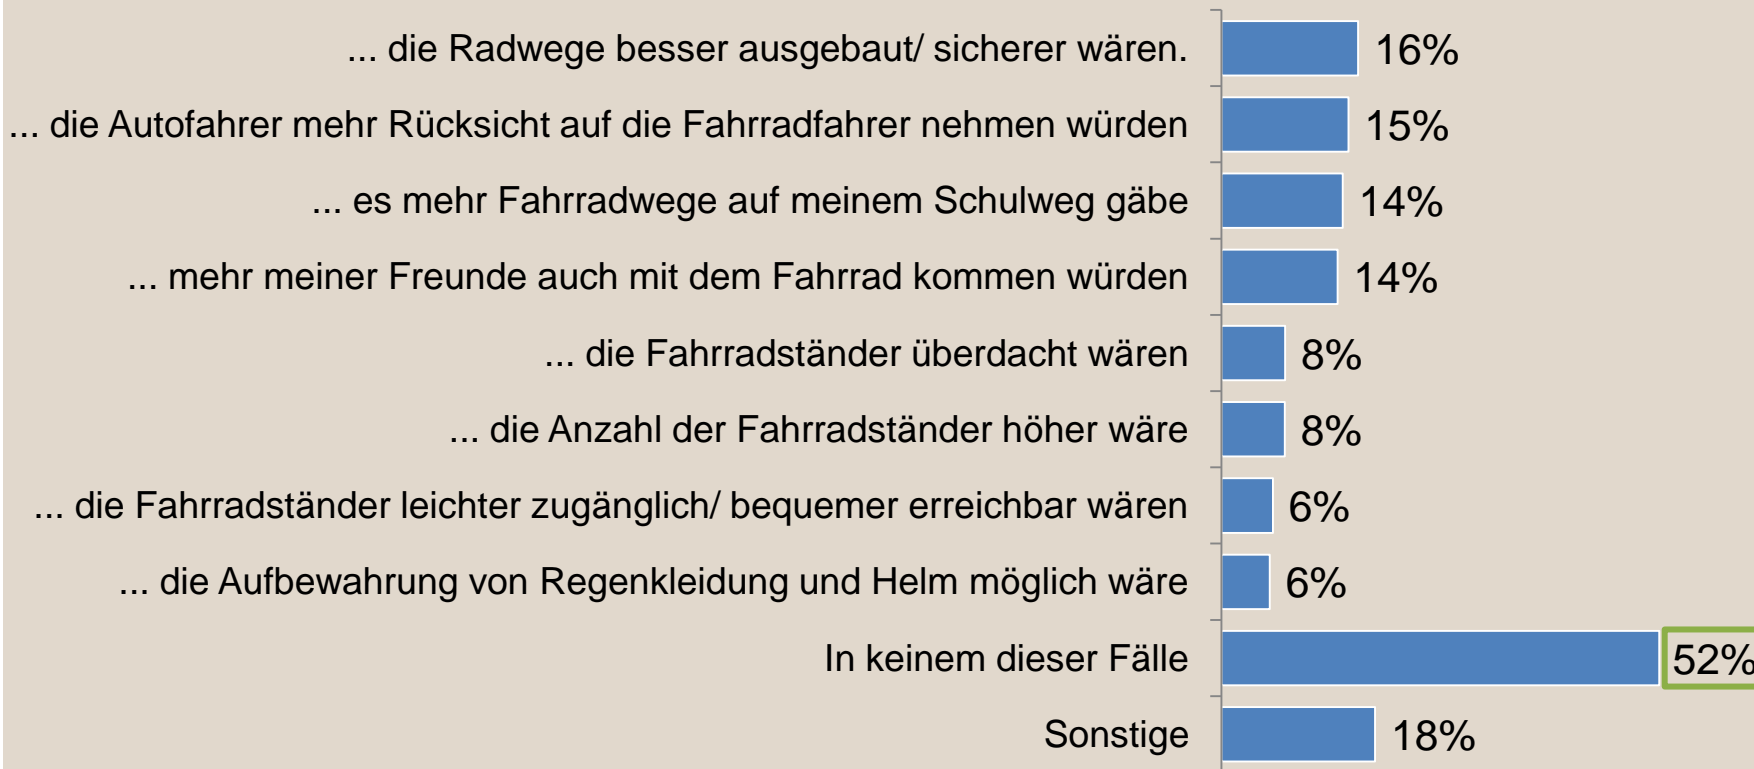 ... die Radwege besser ausgebaut/ sicherer wären. 16%
... die Autofahrer mehr Rücksicht auf die Fahrradfahrer nehmen würden 15%
... es mehr Fahrradwege auf meinem Schulweg gäbe 14%
... mehr meiner Freunde auch mit dem Fahrrad kommen würden 14%
... die Fahrradständer überdacht wären 8%
... die Anzahl der Fahrradständer höher wäre 8%
... die Fahrradständer leichter zugänglich/ bequemer erreichbar wären 6%
... die Aufbewahrung von Regenkleidung und Helm möglich wäre 6%
In keinem dieser Fälle 52%
Sonstige 18%